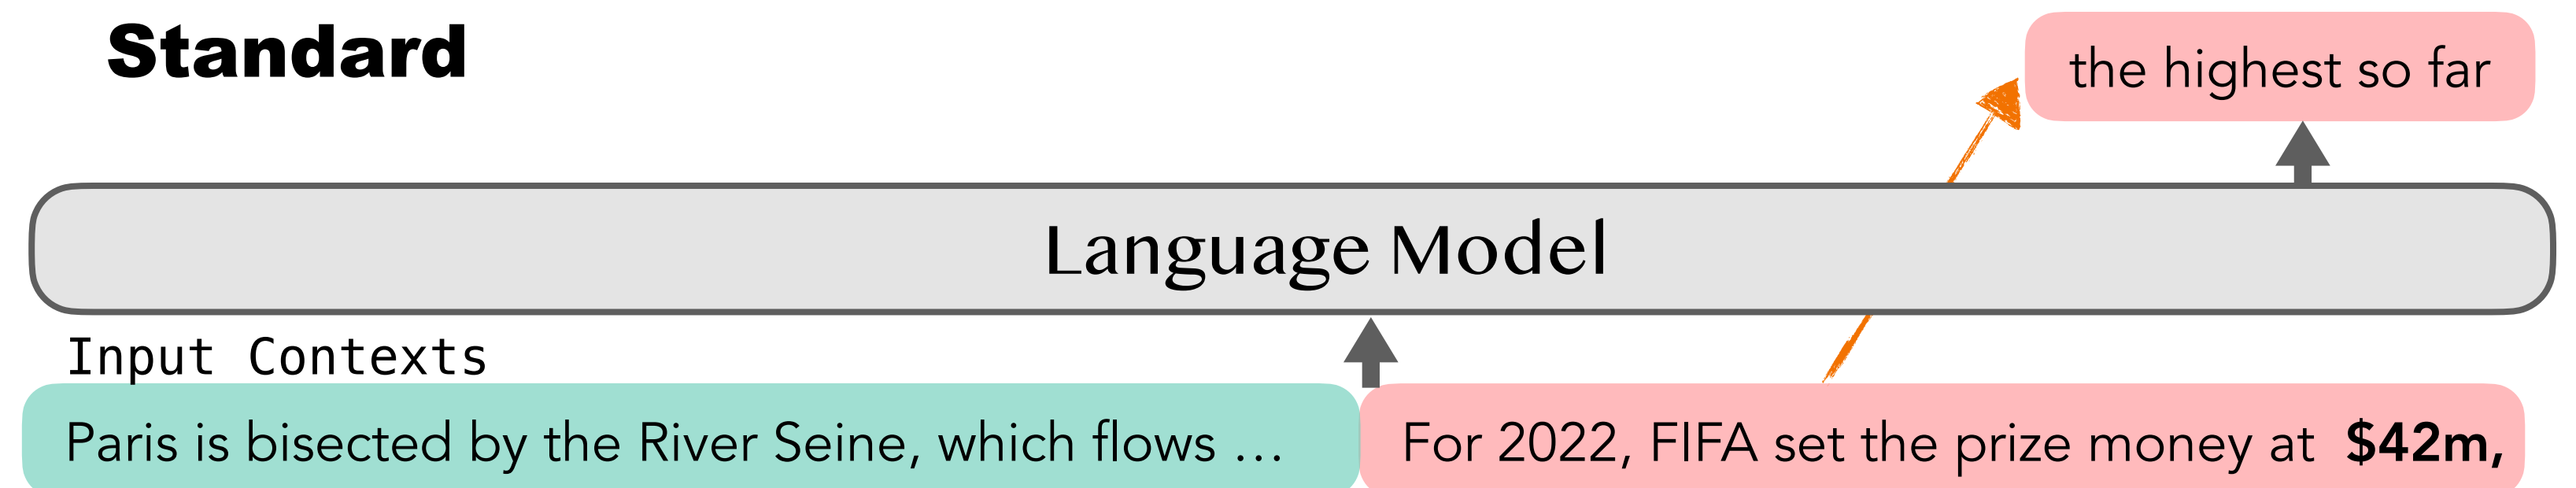 Standard
the highest so far
Language Model
Input Contexts
Paris is bisected by the River Seine, which flows ...
For 2022, FIFA set the prize money at $42m,